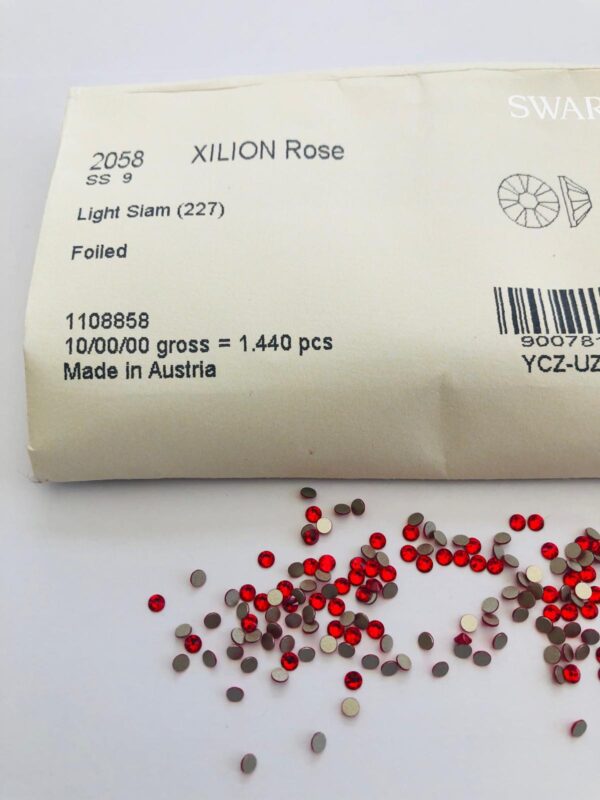 SWAR
2058 XILION Rose
SS 9
Light Siam (227)
Foiled
1108858
10/00/00 gross = 1.440 pcs
Made in Austria
900781
YCZ-UZ